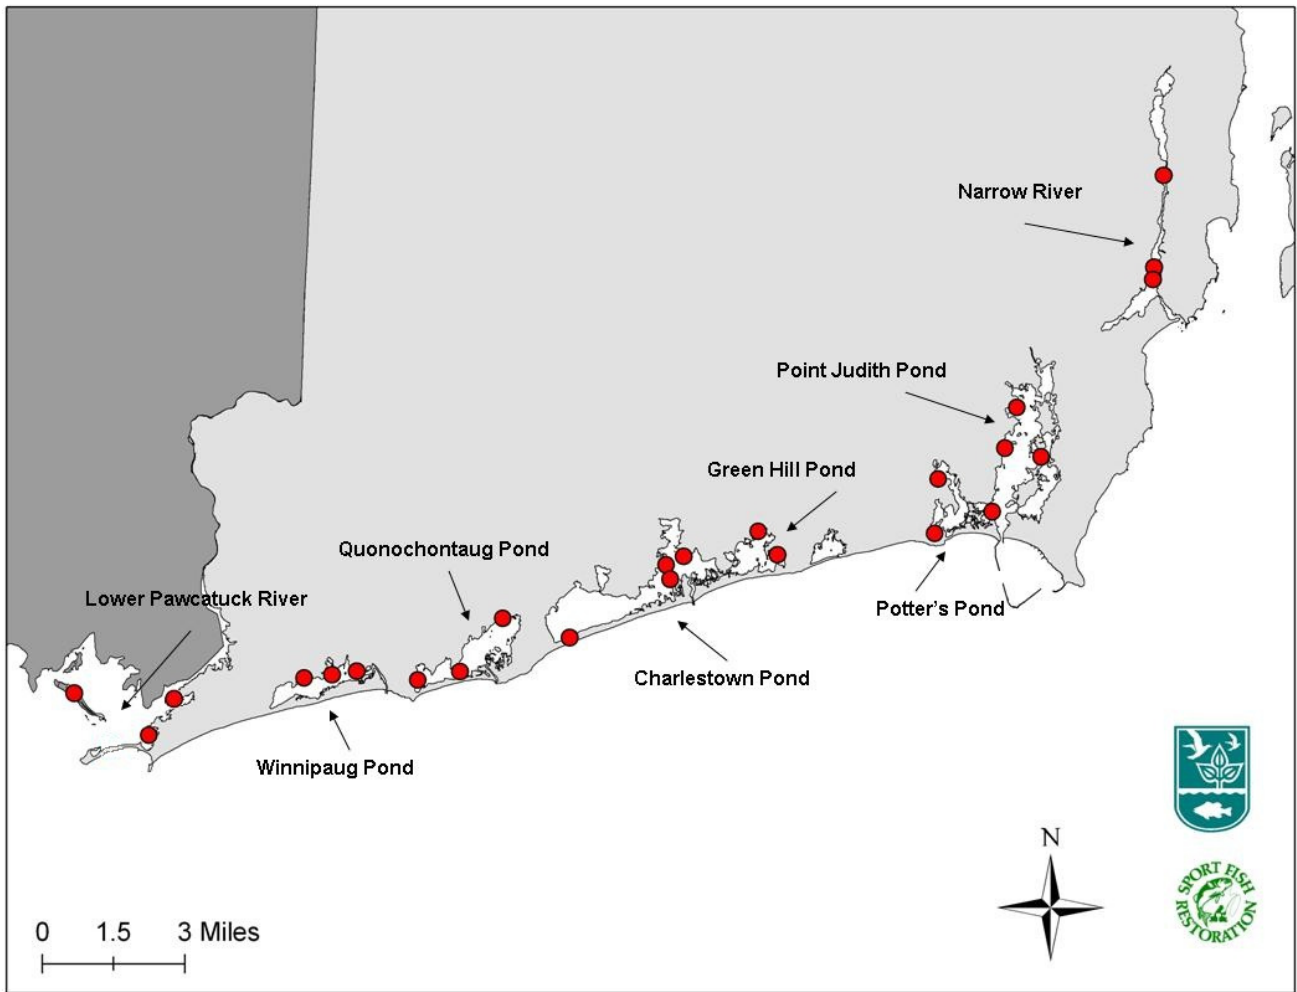 Narrow River
Point Judith Pond
Green Hill Pond
Quonochontaug Pond
Lower Pawcatuck River
Potter's Pond
Charlestown Pond
Winnipaug Pond
N
SPORT FISH
RESTORATION
0 1.5 3 Miles